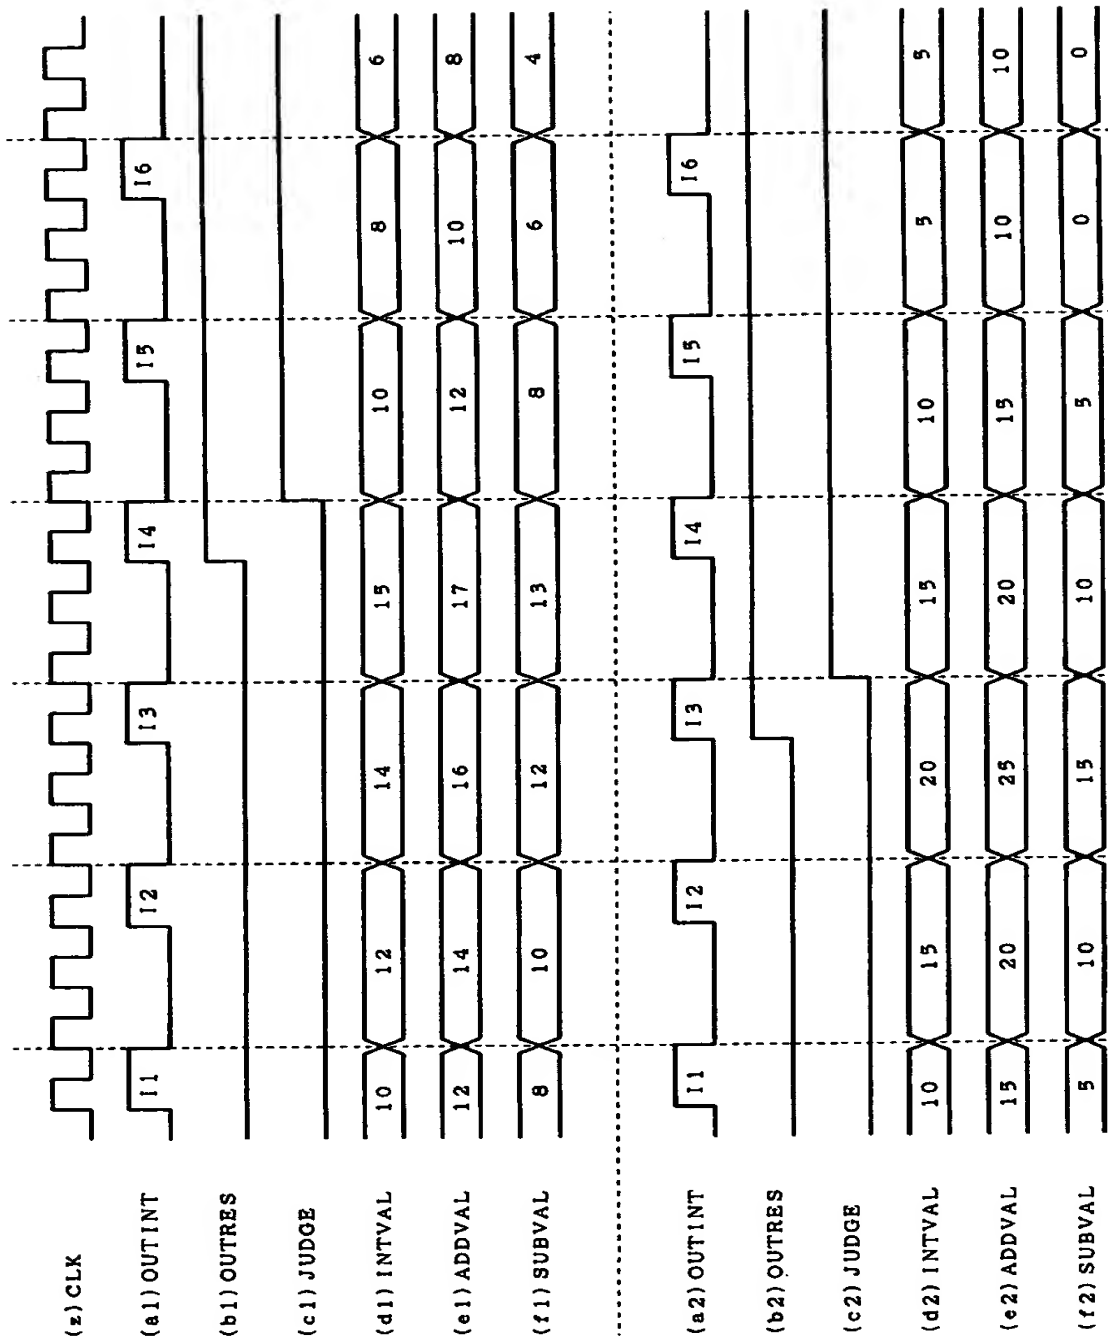 (z) CLK
(a1) OUTINT I1 I2 I3 I4 I5 I6
(b1) OUTRES
(c1) JUDGE
(d1) INTVAL 10 12 14 15 10 8 6
(e1) ADDVAL 12 14 16 17 12 10 8
(f1) SUBVAL 8 10 12 13 8 6 4
(a2) OUTINT I1 I2 I3 I4 I5 I6
(b2) OUTRES
(c2) JUDGE
(d2) INTVAL 10 15 20 15 10 5 5
(e2) ADDVAL 15 20 25 20 15 10 10
(f2) SUBVAL 5 10 15 10 5 0 0